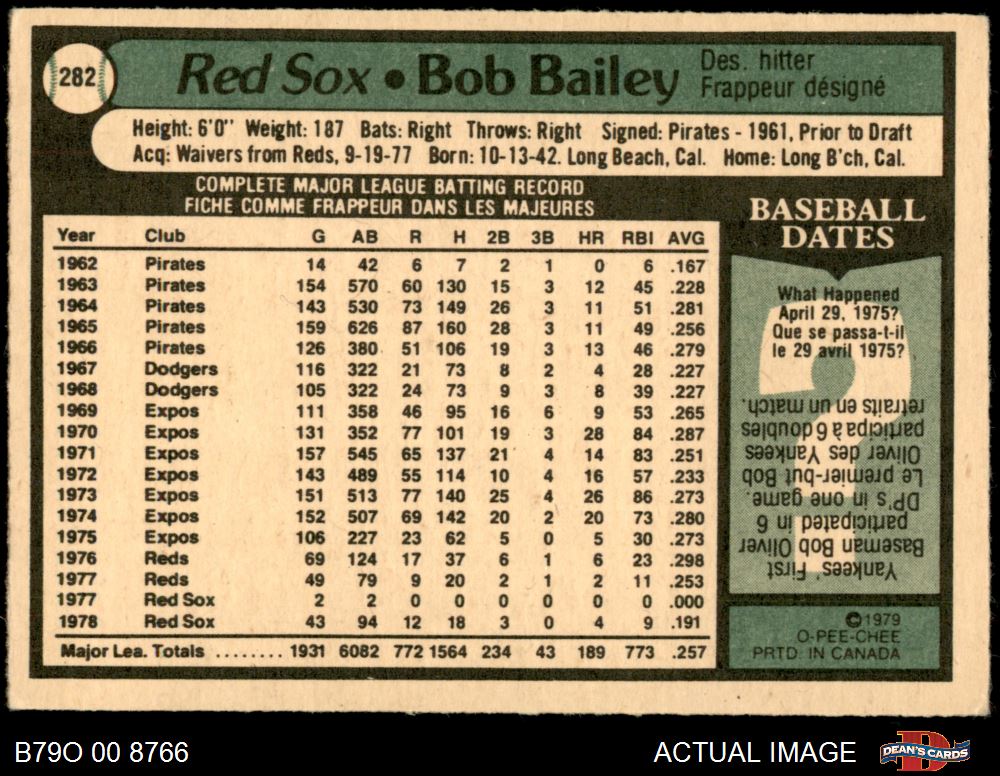 282
Red Sox • Bob Bailey
Des. hitter
Frappeur désigné
Height: 6'0" Weight: 187 Bats: Right Throws: Right Signed: Pirates - 1961, Prior to Draft
Acq: Waivers from Reds, 9-19-77 Born: 10-13-42. Long Beach, Cal. Home: Long B'ch, Cal.
COMPLETE MAJOR LEAGUE BATTING RECORD
FICHE COMME FRAPPEUR DANS LES MAJEURES
Year Club G AB R H 2B 3B HR RBI AVG
1962 Pirates 14 42 6 7 2 1 0 6 .167
1963 Pirates 154 570 60 130 15 3 12 45 .228
1964 Pirates 143 530 73 149 26 3 11 51 .281
1965 Pirates 159 626 87 160 28 3 11 49 .256
1966 Pirates 126 380 51 106 19 3 13 46 .279
1967 Dodgers 116 322 21 73 8 2 4 28 .227
1968 Dodgers 105 322 24 73 9 3 8 39 .227
1969 Expos 111 358 46 95 16 6 9 53 .265
1970 Expos 131 352 77 101 19 3 28 84 .287
1971 Expos 157 545 65 137 21 4 14 83 .251
1972 Expos 143 489 55 114 10 4 16 57 .233
1973 Expos 151 513 77 140 25 4 26 86 .273
1974 Expos 152 507 69 142 20 2 20 73 .280
1975 Expos 106 227 23 62 5 0 5 30 .273
1976 Reds 69 124 17 37 6 1 6 23 .298
1977 Reds 49 79 9 20 2 1 2 11 .253
1977 Red Sox 2 2 0 0 0 0 0 0 .000
1978 Red Sox 43 94 12 18 3 0 4 9 .191
Major Lea. Totals ........ 1931 6082 772 1564 234 43 189 773 .257
BASEBALL
DATES
What Happened
April 29, 1975?
Que se passa-t-il
le 29 avril 1975?
Yankees' First
Baseman Bob Oliver
participated in 6
DP's in one game.
Le premier-but Bob
Oliver des Yankees
participa à 6 doubles
retraits en un match.
©1979
O-PEE-CHEE
PRTD. IN CANADA
B79O 00 8766
ACTUAL IMAGE
DEAN'S CARDS